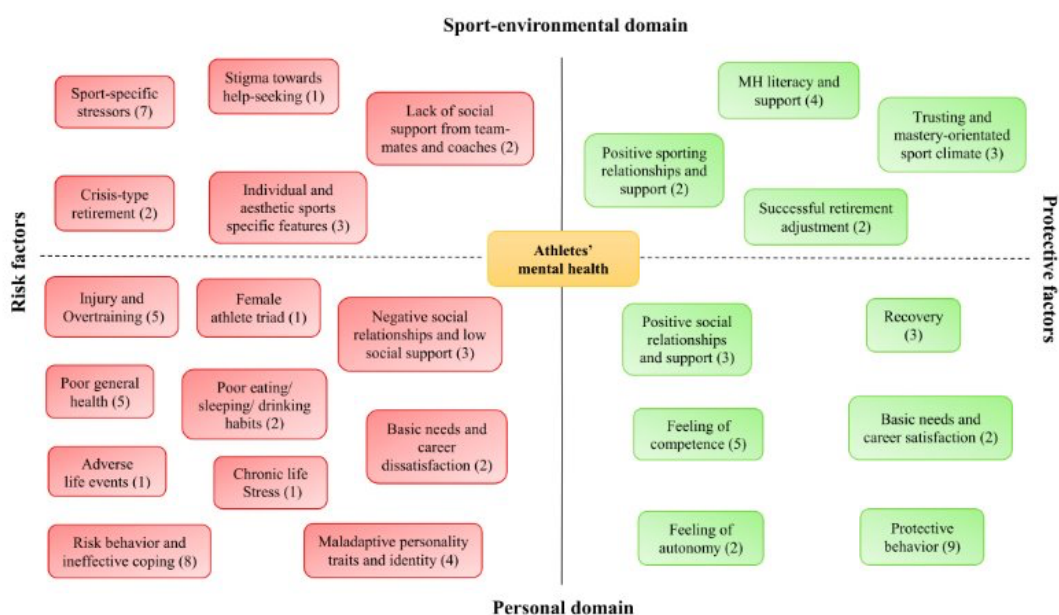 Sport-environmental domain
Sport-specific
stressors (7)
Stigma towards
help-seeking (1)
Lack of social
support from team-
mates and coaches (2)
Crisis-type
retirement (2)
Individual and
aesthetic sports
specific features (3)
MH literacy and
support (4)
Trusting and
mastery-orientated
sport climate (3)
Positive sporting
relationships and
support (2)
Successful retirement
adjustment (2)
Risk factors
Athletes’
mental health
Protective factors
Injury and
Overtraining (5)
Female
athlete triad (1)
Negative social
relationships and low
social support (3)
Poor general
health (5)
Poor eating/
sleeping/ drinking
habits (2)
Basic needs and
career
dissatisfaction (2)
Adverse
life events (1)
Chronic life
Stress (1)
Risk behavior and
ineffective coping (8)
Maladaptive personality
traits and identity (4)
Positive social
relationships
and support (3)
Recovery
(3)
Feeling of
competence (5)
Basic needs and
career satisfaction (2)
Feeling of
autonomy (2)
Protective
behavior (9)
Personal domain